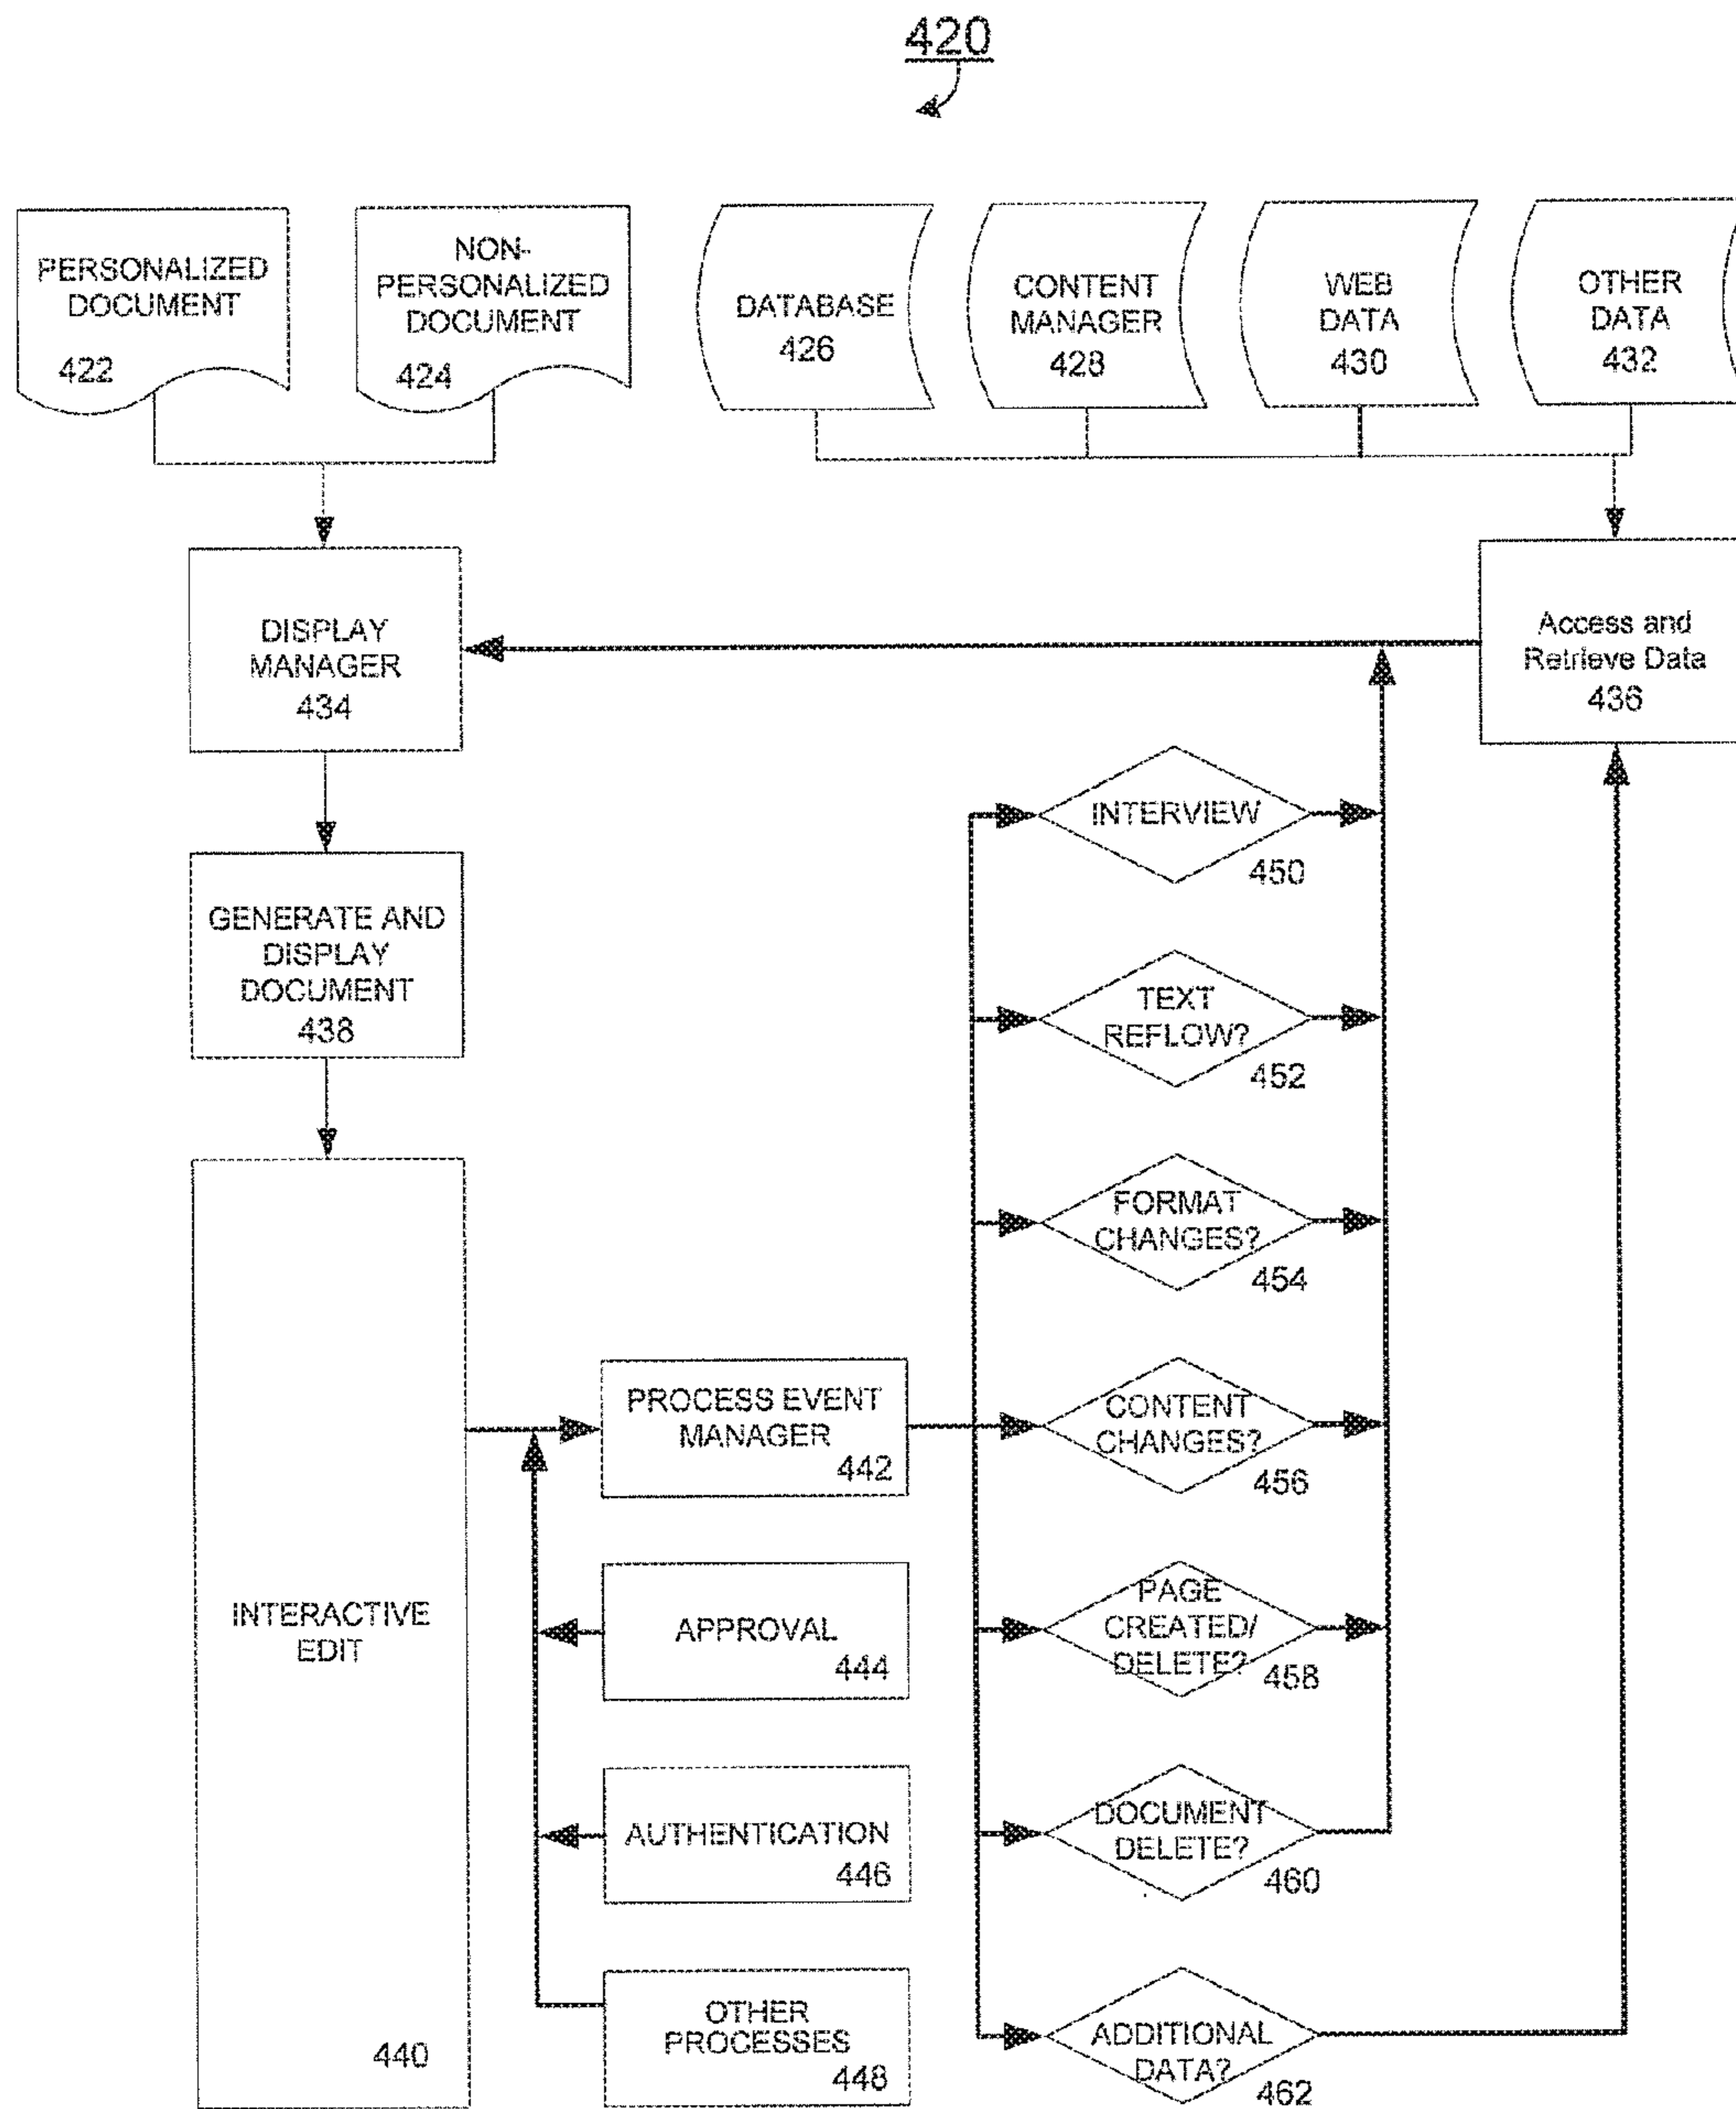 420
PERSONALIZED
DOCUMENT
422
NON-
PERSONALIZED
DOCUMENT
424
DATABASE
426
CONTENT
MANAGER
428
WEB
DATA
430
OTHER
DATA
432
DISPLAY
MANAGER
434
Access and
Retrieve Data
436
GENERATE AND
DISPLAY
DOCUMENT
438
INTERACTIVE
EDIT
440
PROCESS EVENT
MANAGER
442
APPROVAL
444
AUTHENTICATION
446
OTHER
PROCESSES
448
INTERVIEW
450
TEXT
REFLOW?
452
FORMAT
CHANGES?
454
CONTENT
CHANGES?
456
PAGE
CREATED/
DELETE?
458
DOCUMENT
DELETE?
460
ADDITIONAL
DATA?
462